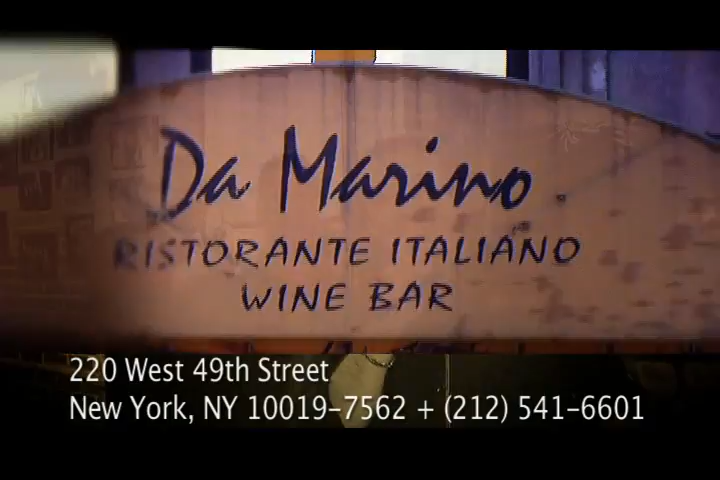 Da Marino
RISTORANTE ITALIANO
WINE BAR
220 West 49th Street
New York, NY 10019-7562 + (212) 541-6601